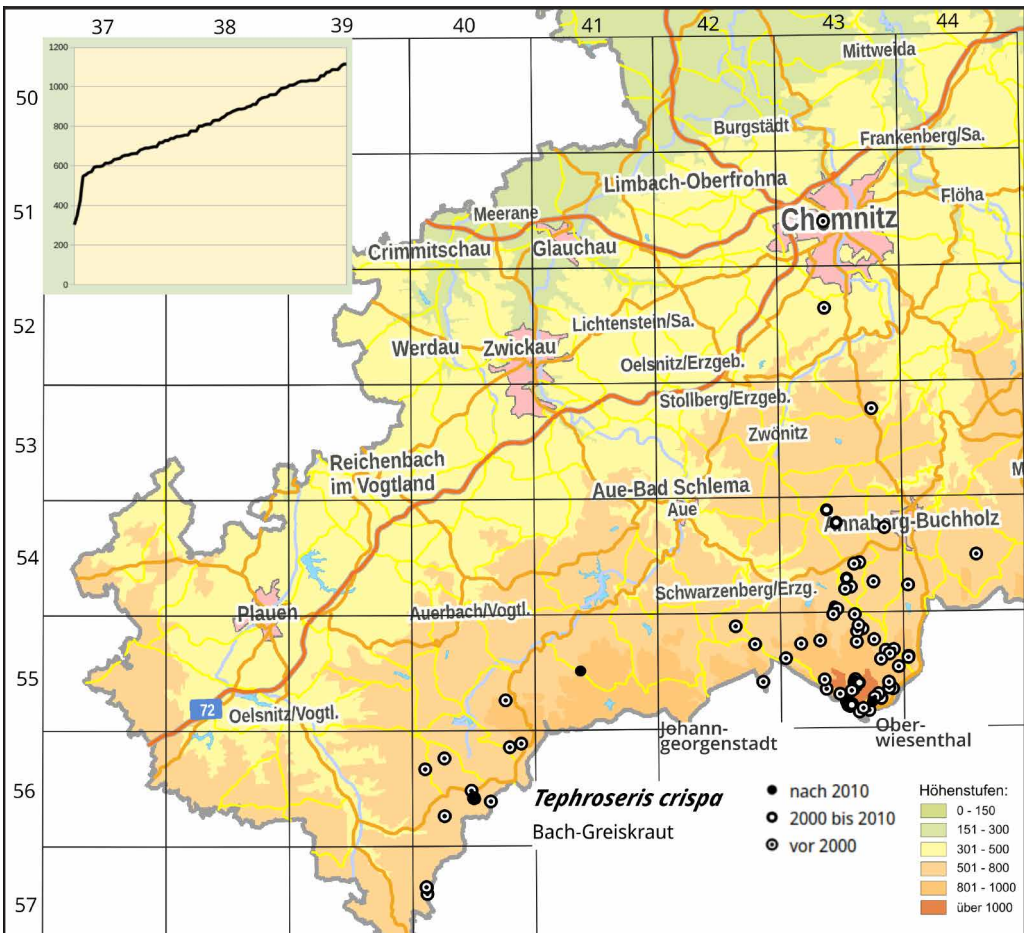 37 38 39 40 41 42 43 44
1200
1000
800
600
400
200
0
50
51
52
53
54
55
56
57
Mittweida
Burgstädt
Frankenberg/Sa.
Limbach-Oberfrohna
Flöha
Meerane
Chemnitz
Crimmitschau
Glauchau
Lichtenstein/Sa.
Werdau
Zwickau
Oelsnitz/Erzgeb.
Stollberg/Erzgeb.
Zwönitz
Reichenbach
im Vogtland
M
Aue-Bad Schlema
Aue
Annaberg-Buchholz
Schwarzenberg/Erzg.
Plauen
Auerbach/Vogtl.
72
Oelsnitz/Vogtl.
Johann-
georgenstadt
Ober-
wiesenthal
Tephroseris crispa
Bach-Greiskraut
nach 2010
2000 bis 2010
vor 2000
Höhenstufen:
0 - 150
151 - 300
301 - 500
501 - 800
801 - 1000
über 1000